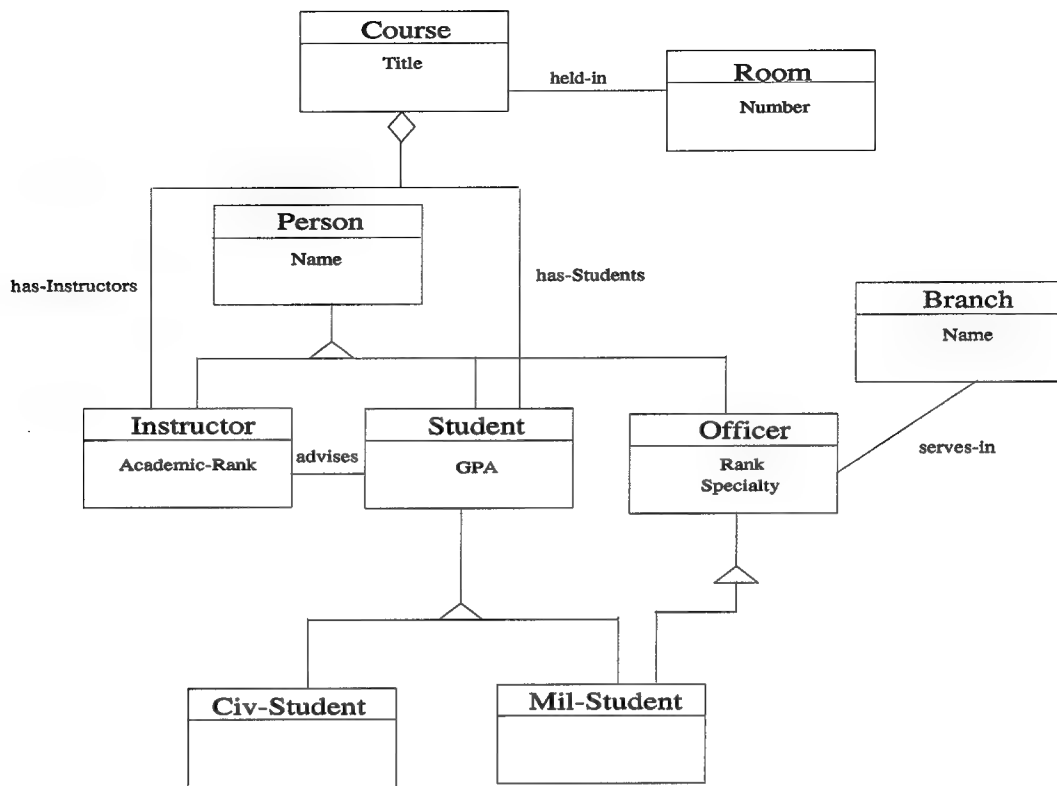 Course
Title
held-in
Room
Number
Person
Name
has-Instructors
has-Students
Branch
Name
Instructor
Academic-Rank
advises
Student
GPA
Officer
Rank
Specialty
serves-in
Civ-Student
Mil-Student